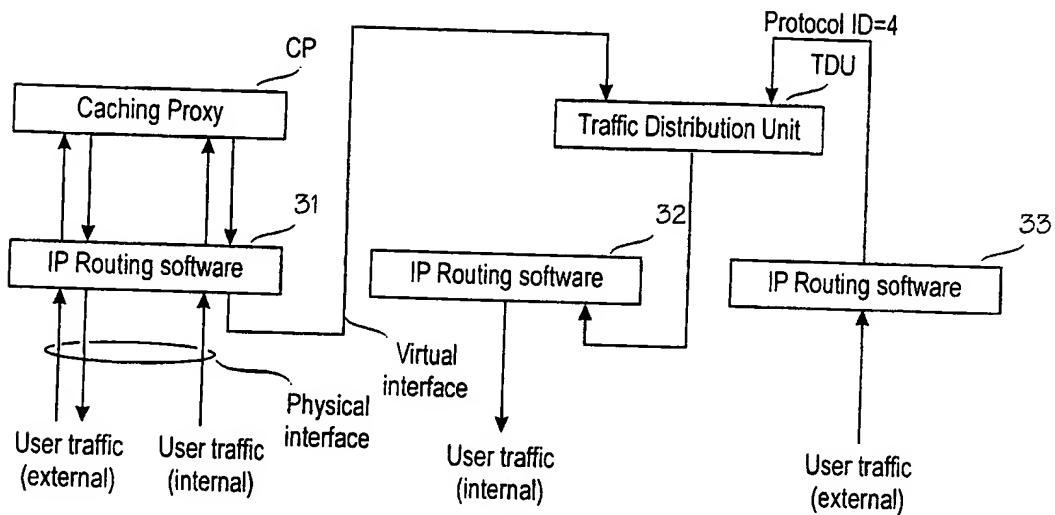 Protocol ID=4
CP
TDU
Caching Proxy
Traffic Distribution Unit
31
32
33
IP Routing software
IP Routing software
IP Routing software
Virtual
interface
Physical
interface
User traffic
(external)
User traffic
(internal)
User traffic
(internal)
User traffic
(external)